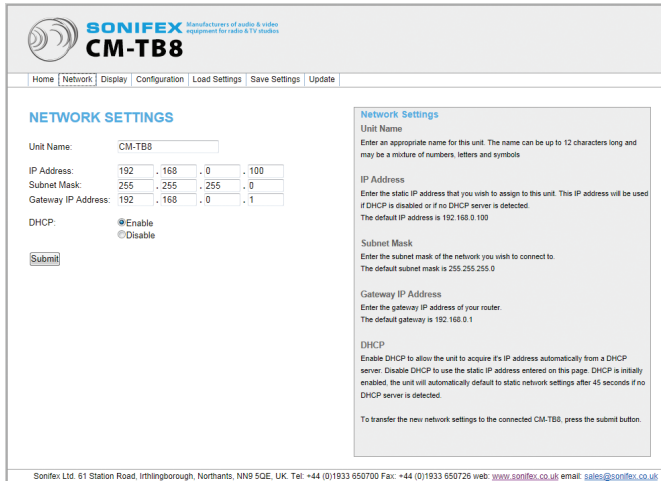 SONIFEX Manufacturers of audio & video
equipment for radio & TV studios
CM-TB8
Home Network Display Configuration Load Settings Save Settings Update
NETWORK SETTINGS
Unit Name: CM-TB8
IP Address: 192 . 168 . 0 . 100
Subnet Mask: 255 . 255 . 255 . 0
Gateway IP Address: 192 . 168 . 0 . 1
DHCP: Enable
Disable
Submit
Network Settings
Unit Name
Enter an appropriate name for this unit. The name can be up to 12 characters long and
may be a mixture of numbers, letters and symbols
IP Address
Enter the static IP address that you wish to assign to this unit. This IP address will be used
if DHCP is disabled or if no DHCP server is detected.
The default IP address is 192.168.0.100
Subnet Mask
Enter the subnet mask of the network you wish to connect to.
The default subnet mask is 255.255.255.0
Gateway IP Address
Enter the gateway IP address of your router.
The default gateway is 192.168.0.1
DHCP
Enable DHCP to allow the unit to acquire it's IP address automatically from a DHCP
server. Disable DHCP to use the static IP address entered on this page. DHCP is initially
enabled, the unit will automatically default to static network settings after 45 seconds if no
DHCP server is detected.
To transfer the new network settings to the connected CM-TB8, press the submit button.
Sonifex Ltd. 61 Station Road, Irthlingborough, Northants, NN9 5QE, UK. Tel: +44 (0)1933 650700 Fax: +44 (0)1933 650726 web: www.sonifex.co.uk email: sales@sonifex.co.uk